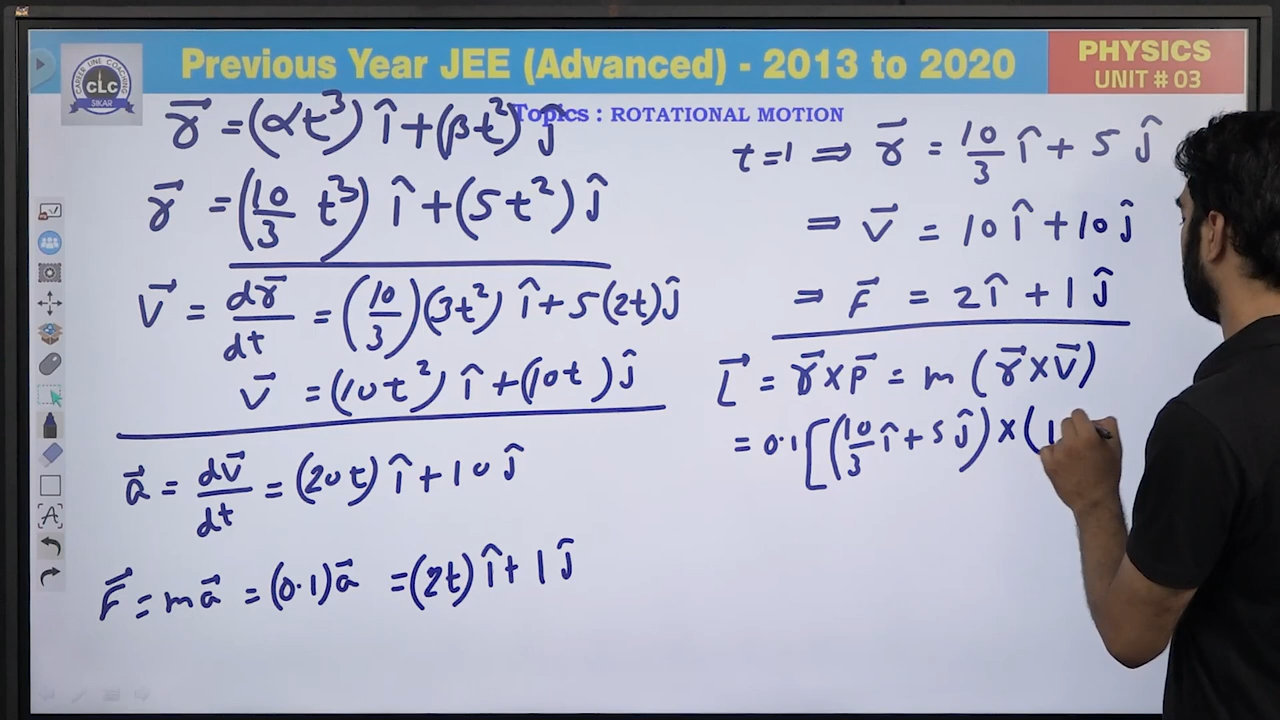 Previous Year JEE (Advanced) - 2013 to 2020
PHYSICS
UNIT # 03
CAREER LINE COACHING
CLC
SIKAR
Topics : ROTATIONAL MOTION
r⃗ = (αt³) î + (βt²) ĵ
r⃗ = (10/3 t³) î + (5t²) ĵ
V⃗ = dr⃗/dt = (10/3)(3t²) î + 5(2t) ĵ
V⃗ = (10t²) î + (10t) ĵ
a⃗ = dv⃗/dt = (20t) î + 10 ĵ
F⃗ = ma⃗ = (0.1)a⃗ = (2t) î + 1 ĵ
t=1 ⇒ r⃗ = 10/3 î + 5 ĵ
⇒ V⃗ = 10 î + 10 ĵ
⇒ F⃗ = 2 î + 1 ĵ
L⃗ = r⃗ × P⃗ = m (r⃗ × V⃗)
= 0.1 [(10/3 î + 5 ĵ) × (1
A